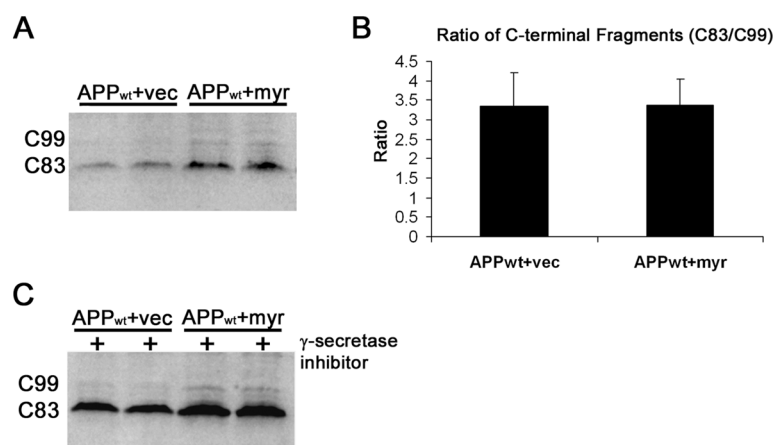 A
APPwt+vec APPwt+myr
C99
C83
B
Ratio of C-terminal Fragments (C83/C99)
Ratio
4.5
4
3.5
3
2.5
2
1.5
1
0.5
0
APPwt+vec APPwt+myr
C
APPwt+vec APPwt+myr
+ + + + γ-secretase
inhibitor
C99
C83